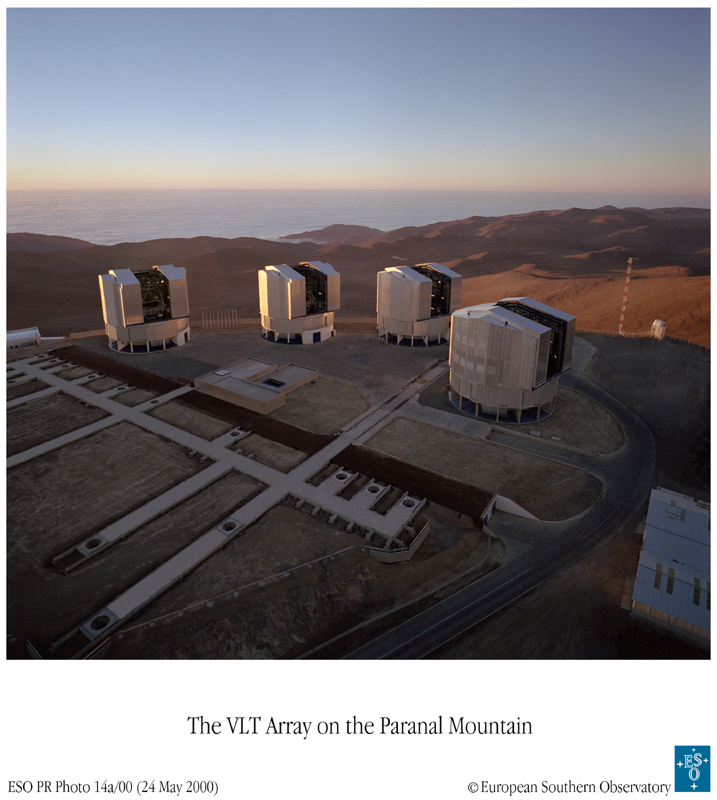 The VLT Array on the Paranal Mountain
ESO PR Photo 14a/00 (24 May 2000)
© European Southern Observatory
ESO